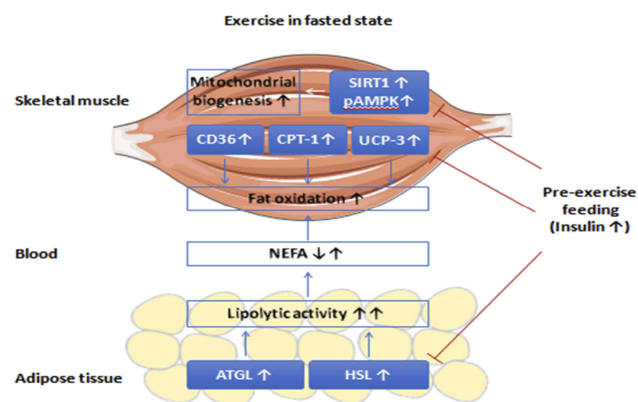 Exercise in fasted state
Skeletal muscle
Mitochondrial
biogenesis ↑
SIRT1 ↑
pAMPK↑
CD36↑
CPT-1↑
UCP-3↑
Fat oxidation ↑
Pre-exercise
feeding
(Insulin ↑)
Blood
NEFA ↓↑
Lipolytic activity ↑↑
Adipose tissue
ATGL ↑
HSL ↑